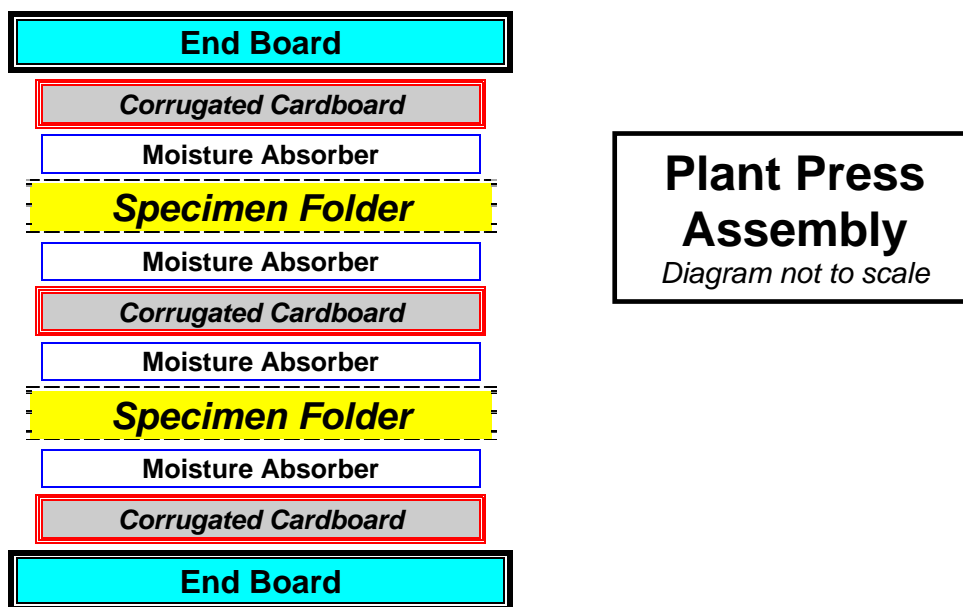 End Board
Corrugated Cardboard
Moisture Absorber
Specimen Folder
Moisture Absorber
Corrugated Cardboard
Moisture Absorber
Specimen Folder
Moisture Absorber
Corrugated Cardboard
End Board
Plant Press
Assembly
Diagram not to scale